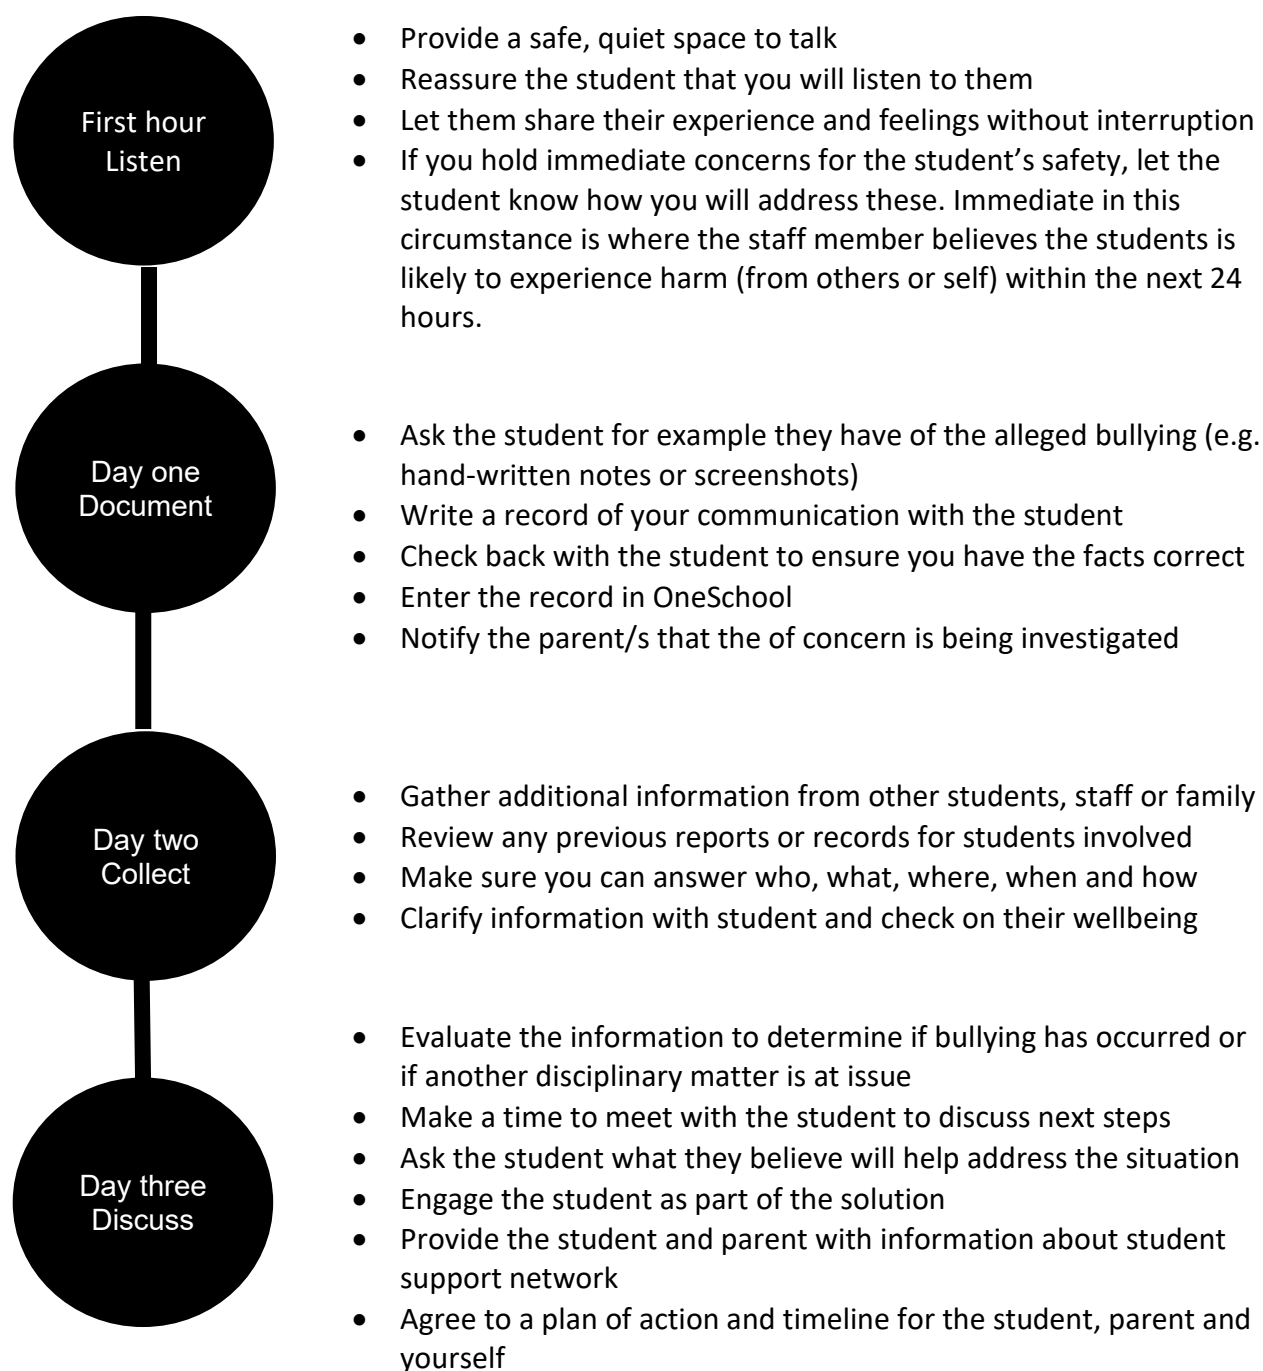 First hour
Listen
• Provide a safe, quiet space to talk
• Reassure the student that you will listen to them
• Let them share their experience and feelings without interruption
• If you hold immediate concerns for the student’s safety, let the
student know how you will address these. Immediate in this
circumstance is where the staff member believes the students is
likely to experience harm (from others or self) within the next 24
hours.
Day one
Document
• Ask the student for example they have of the alleged bullying (e.g.
hand-written notes or screenshots)
• Write a record of your communication with the student
• Check back with the student to ensure you have the facts correct
• Enter the record in OneSchool
• Notify the parent/s that the of concern is being investigated
Day two
Collect
• Gather additional information from other students, staff or family
• Review any previous reports or records for students involved
• Make sure you can answer who, what, where, when and how
• Clarify information with student and check on their wellbeing
Day three
Discuss
• Evaluate the information to determine if bullying has occurred or
if another disciplinary matter is at issue
• Make a time to meet with the student to discuss next steps
• Ask the student what they believe will help address the situation
• Engage the student as part of the solution
• Provide the student and parent with information about student
support network
• Agree to a plan of action and timeline for the student, parent and
yourself